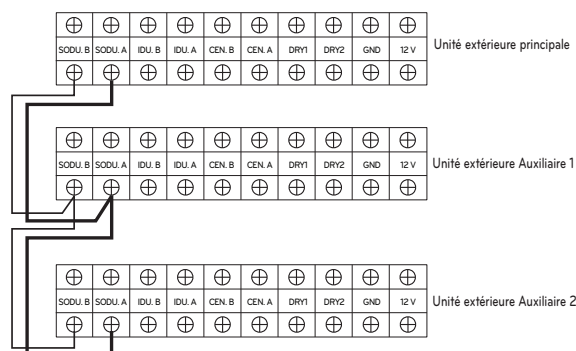 SODU. B SODU. A IDU. B IDU. A CEN. B CEN. A DRY1 DRY2 GND 12 V Unité extérieure principale
SODU. B SODU. A IDU. B IDU. A CEN. B CEN. A DRY1 DRY2 GND 12 V Unité extérieure Auxiliaire 1
SODU. B SODU. A IDU. B IDU. A CEN. B CEN. A DRY1 DRY2 GND 12 V Unité extérieure Auxiliaire 2